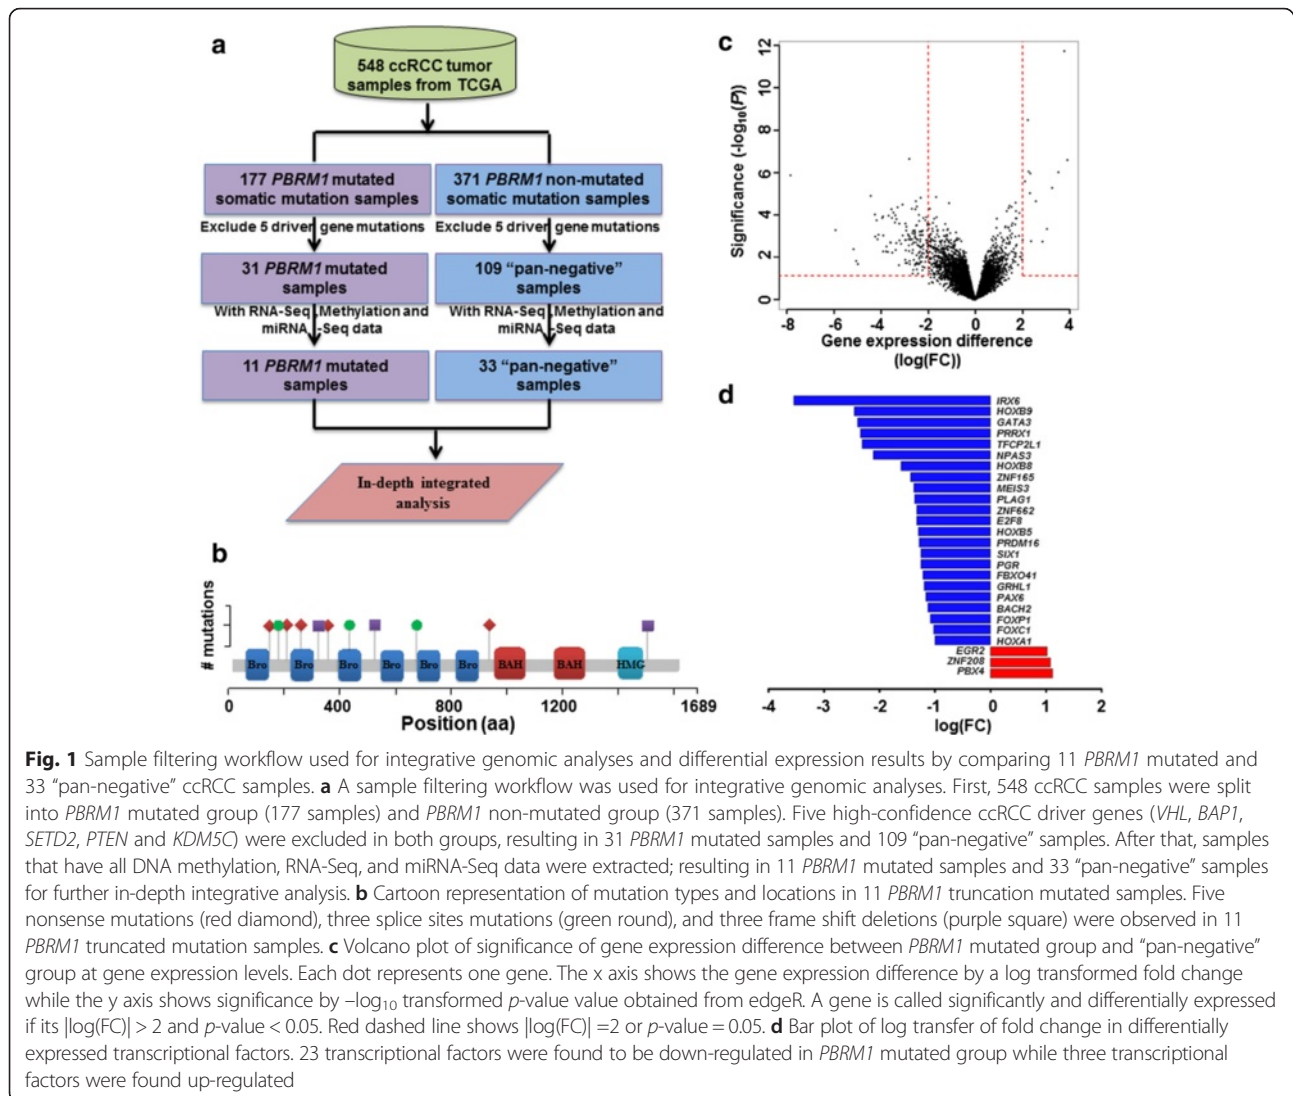 a
548 ccRCC tumor
samples from TCGA
177 PBRM1 mutated
somatic mutation samples
371 PBRM1 non-mutated
somatic mutation samples
Exclude 5 driver gene mutations
Exclude 5 driver gene mutations
31 PBRM1 mutated
samples
109 “pan-negative”
samples
With RNA-Seq, Methylation and
miRNA -Seq data
With RNA-Seq, Methylation and
miRNA -Seq data
11 PBRM1 mutated
samples
33 “pan-negative”
samples
In-depth integrated
analysis
b
# mutations
Bro Bro Bro Bro Bro Bro BAH BAH HMG
0 400 800 1200 1689
Position (aa)
c
Significance (-log10(P))
12
10
8
6
4
2
0
-8 -6 -4 -2 0 2 4
Gene expression difference
(log(FC))
d
IRX6
HOXB9
GATA3
PRRX1
TFCP2L1
NPAS3
HOXB8
ZNF165
MEIS3
PLAG1
ZNF662
E2F8
HOXB5
PRDM16
SIX1
PGR
FBXO41
GRHL1
PAX6
BACH2
FOXP1
FOXC1
HOXA1
EGR2
ZNF208
PBX4
-4 -3 -2 -1 0 1 2
log(FC)
Fig. 1 Sample filtering workflow used for integrative genomic analyses and differential expression results by comparing 11 PBRM1 mutated and
33 “pan-negative” ccRCC samples. a A sample filtering workflow was used for integrative genomic analyses. First, 548 ccRCC samples were split
into PBRM1 mutated group (177 samples) and PBRM1 non-mutated group (371 samples). Five high-confidence ccRCC driver genes (VHL, BAP1,
SETD2, PTEN and KDM5C) were excluded in both groups, resulting in 31 PBRM1 mutated samples and 109 “pan-negative” samples. After that, samples
that have all DNA methylation, RNA-Seq, and miRNA-Seq data were extracted; resulting in 11 PBRM1 mutated samples and 33 “pan-negative” samples
for further in-depth integrative analysis. b Cartoon representation of mutation types and locations in 11 PBRM1 truncation mutated samples. Five
nonsense mutations (red diamond), three splice sites mutations (green round), and three frame shift deletions (purple square) were observed in 11
PBRM1 truncated mutation samples. c Volcano plot of significance of gene expression difference between PBRM1 mutated group and “pan-negative”
group at gene expression levels. Each dot represents one gene. The x axis shows the gene expression difference by a log transformed fold change
while the y axis shows significance by –log10 transformed p-value value obtained from edgeR. A gene is called significantly and differentially expressed
if its |log(FC)| > 2 and p-value < 0.05. Red dashed line shows |log(FC)| =2 or p-value = 0.05. d Bar plot of log transfer of fold change in differentially
expressed transcriptional factors. 23 transcriptional factors were found to be down-regulated in PBRM1 mutated group while three transcriptional
factors were found up-regulated